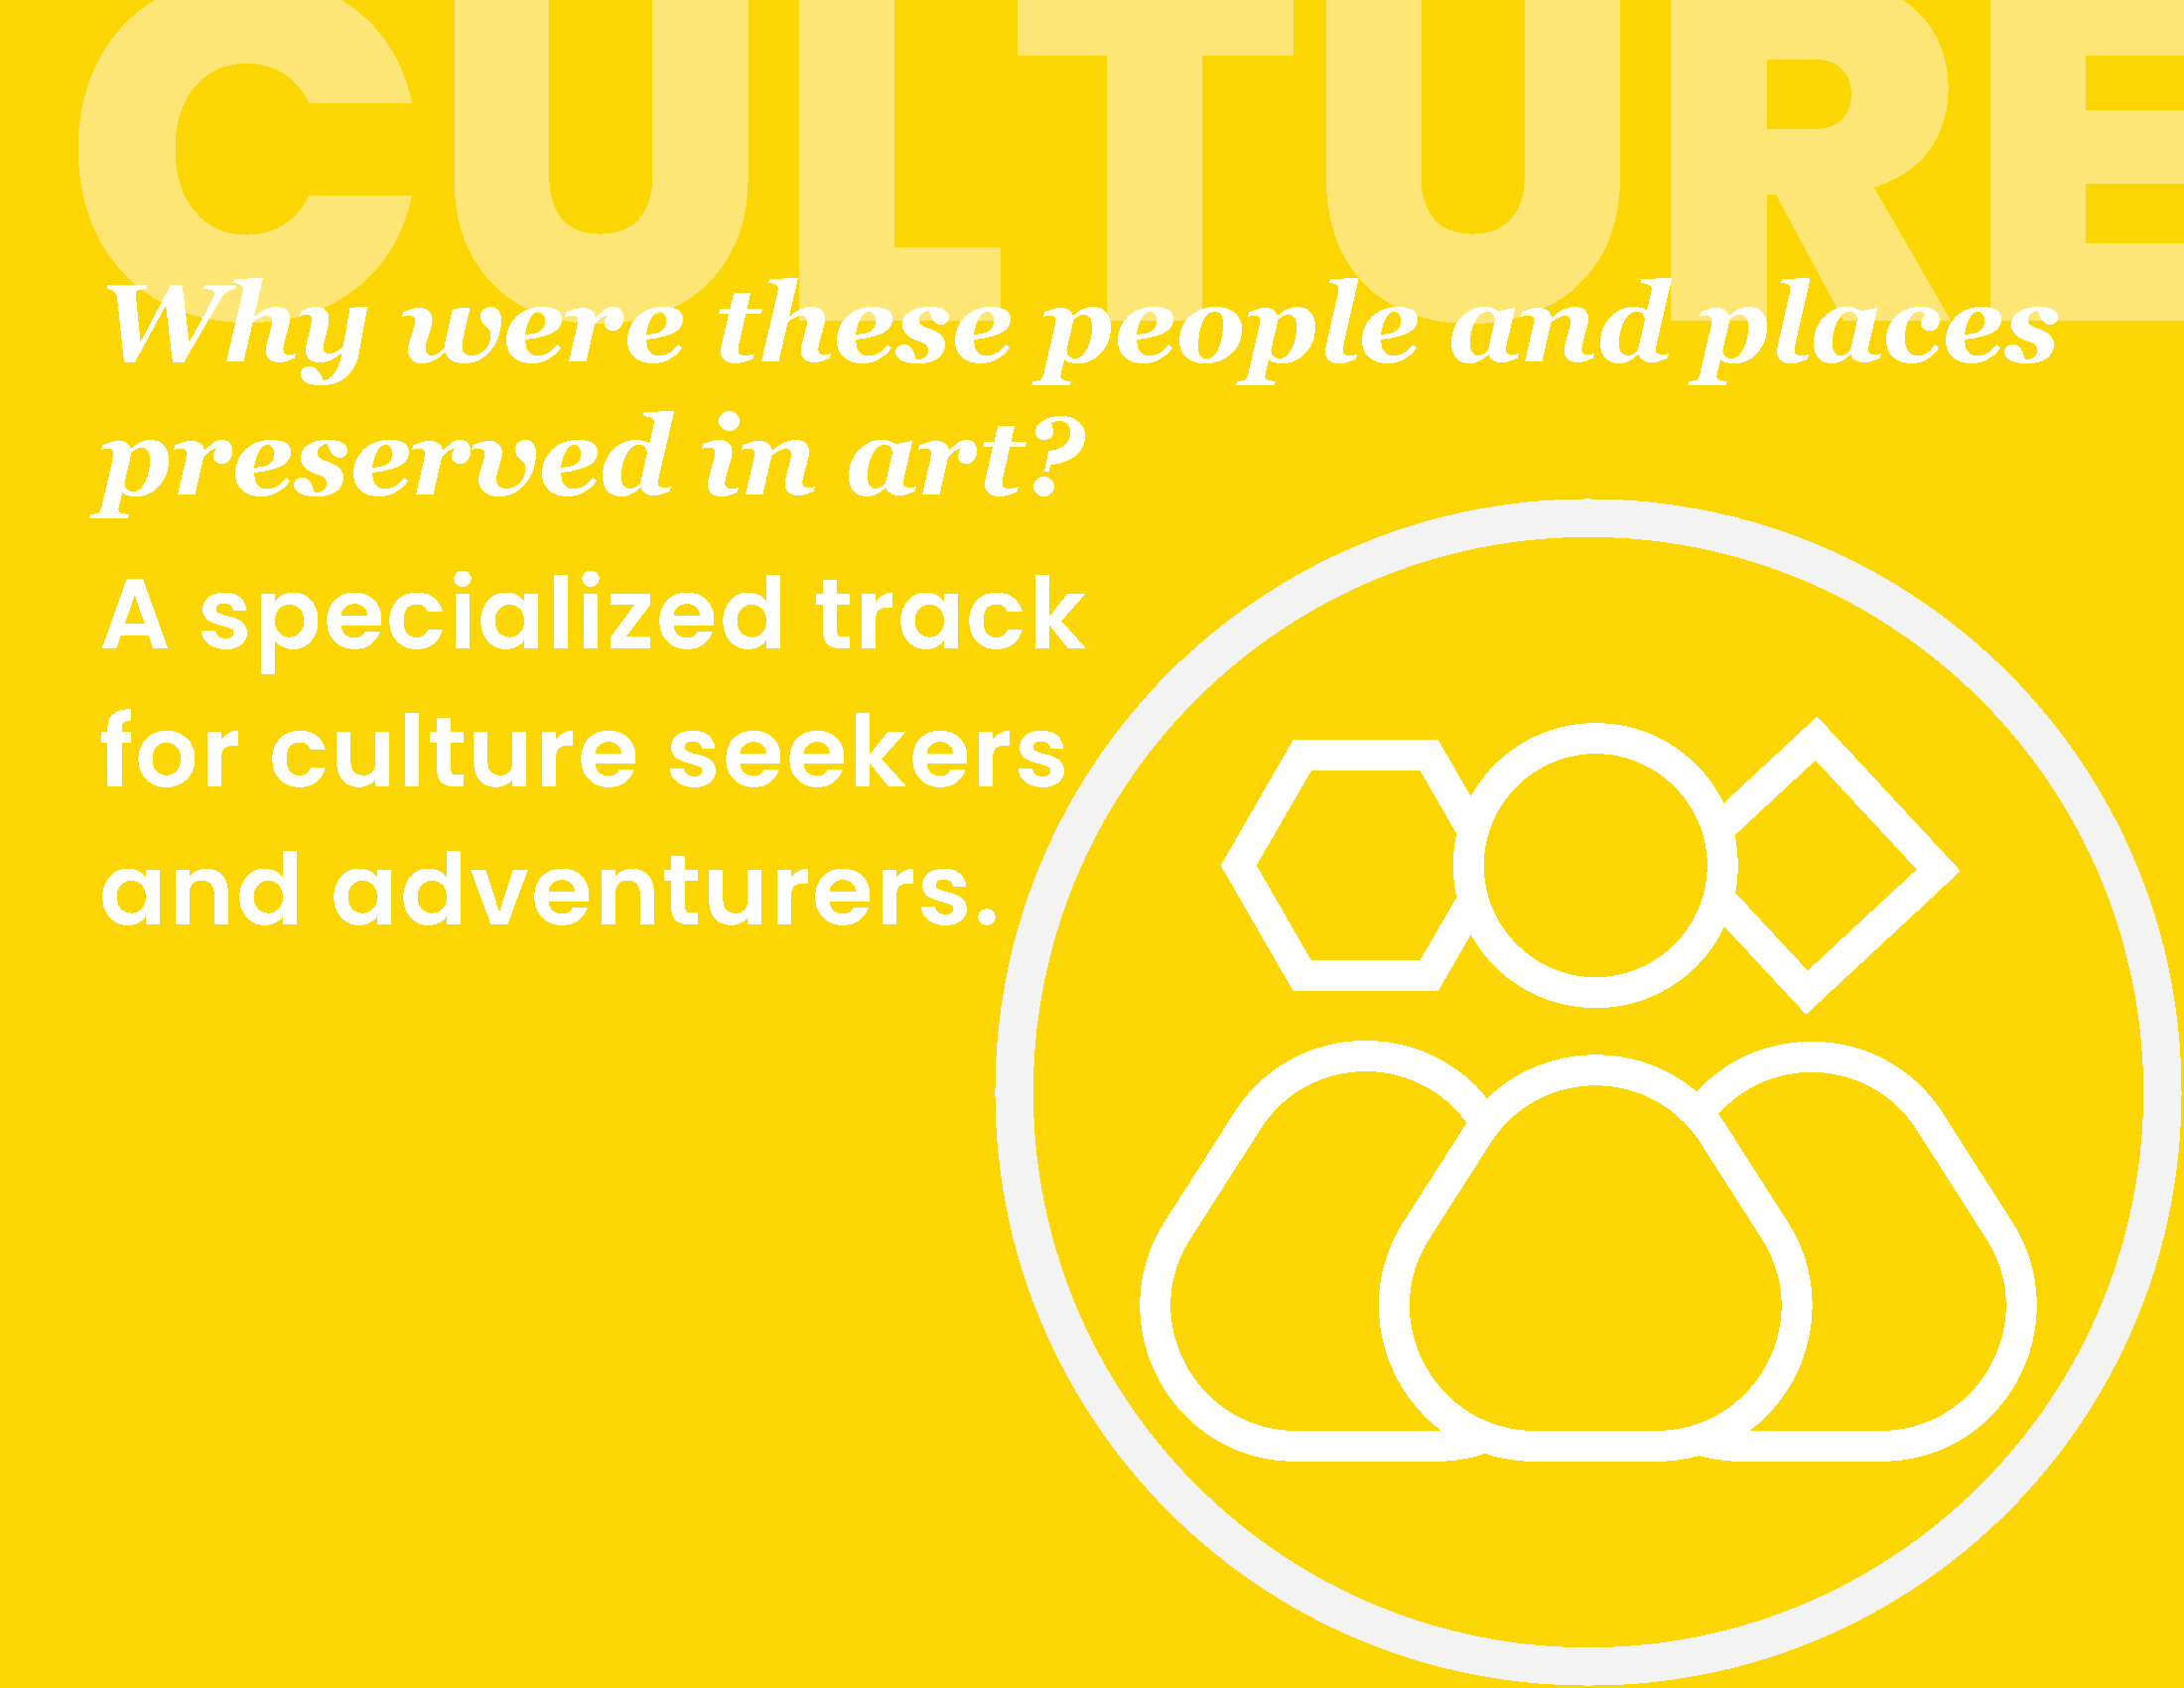 CULTURE
Why were these people and places
preserved in art?
A specialized track
for culture seekers
and adventurers.